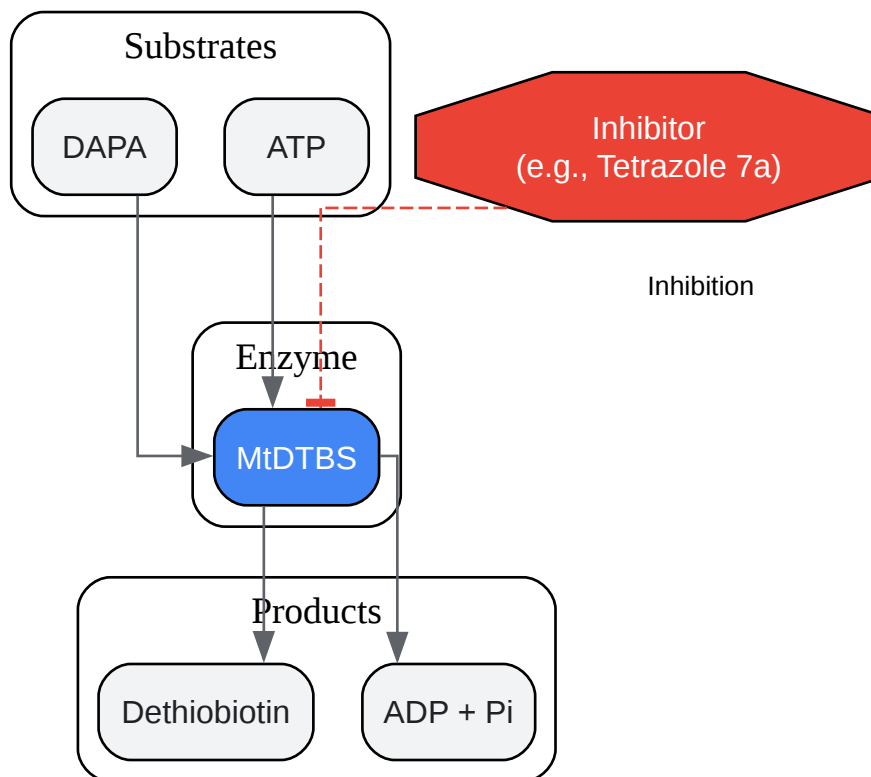 Substrates
DAPA
ATP
Inhibitor
(e.g., Tetrazole 7a)
Inhibition
Enzyme
MtDTBS
Products
Dethiobiotin
ADP + Pi